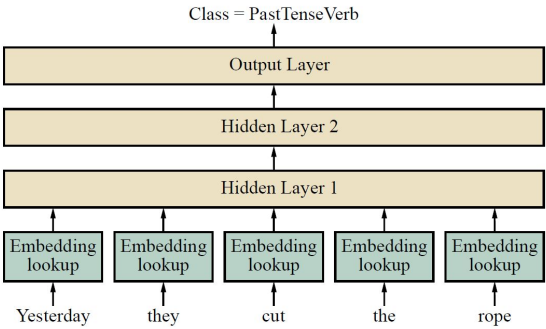 Class = PastTenseVerb
Output Layer
Hidden Layer 2
Hidden Layer 1
Embedding lookup Embedding lookup Embedding lookup Embedding lookup Embedding lookup
Yesterday they cut the rope